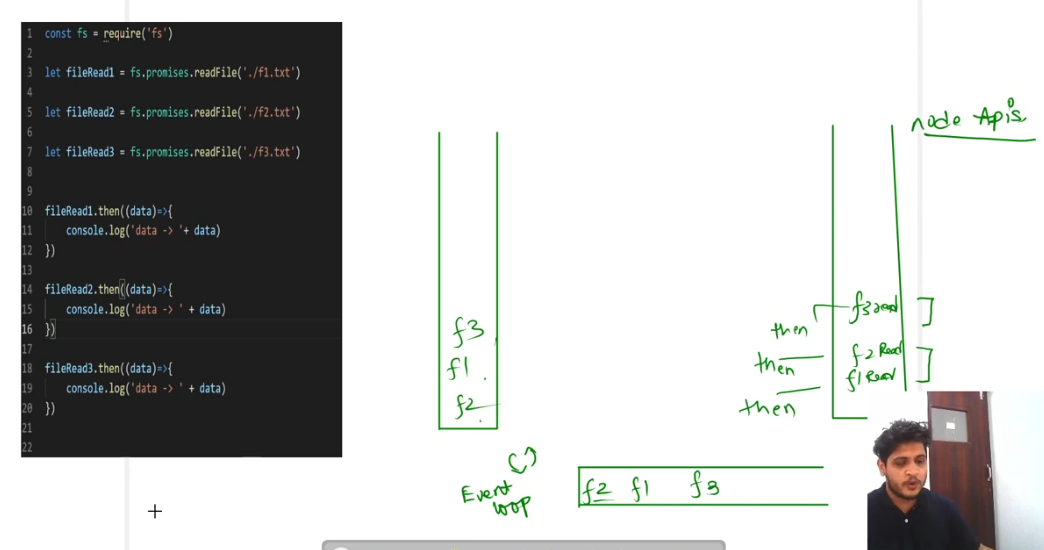 1 const fs = require('fs')
2
3 let fileRead1 = fs.promises.readFile('./f1.txt')
4
5 let fileRead2 = fs.promises.readFile('./f2.txt')
6
7 let fileRead3 = fs.promises.readFile('./f3.txt')
8
9
10 fileRead1.then((data)=>{
11 console.log('data -> '+ data)
12 })
13
14 fileRead2.then((data)=>{
15 console.log('data -> ' + data)
16 })
17
18 fileRead3.then((data)=>{
19 console.log('data -> ' + data)
20 })
21
22
node Apis
f3
f1
f2
Event
loop
f2 f1 f3
then
then
then
f3 read
f2 Read
f1 Read